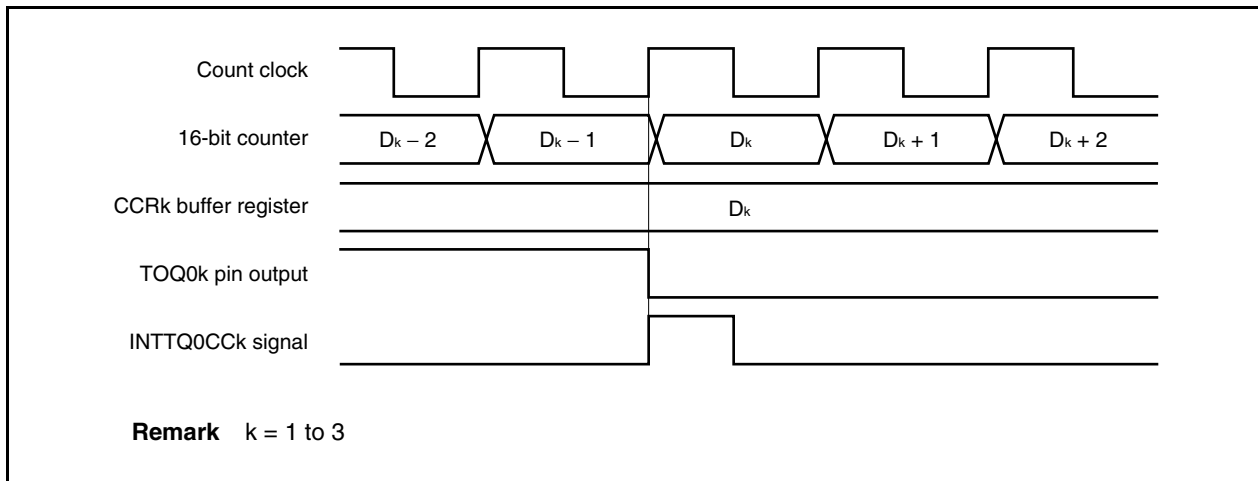 Count clock
16-bit counter
Dk − 2
Dk − 1
Dk
Dk + 1
Dk + 2
CCRk buffer register
Dk
TOQ0k pin output
INTTQ0CCk signal
Remark k = 1 to 3